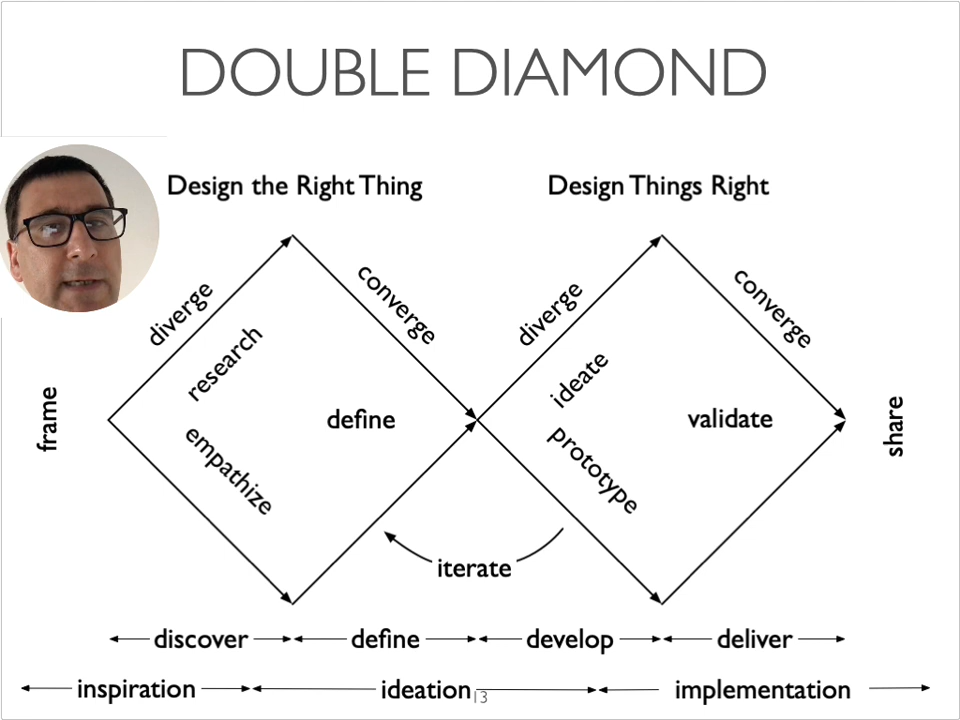 DOUBLE DIAMOND
Design the Right Thing
Design Things Right
diverge
converge
diverge
converge
research
ideate
frame
define
validate
share
empathize
prototype
iterate
discover
define
develop
deliver
inspiration
ideation
implementation
13